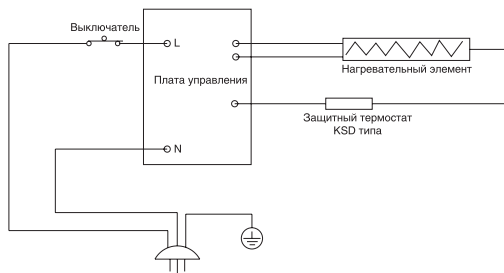 Выключатель
L
Плата управления
Нагревательный элемент
Защитный термостат
KSD типа
N